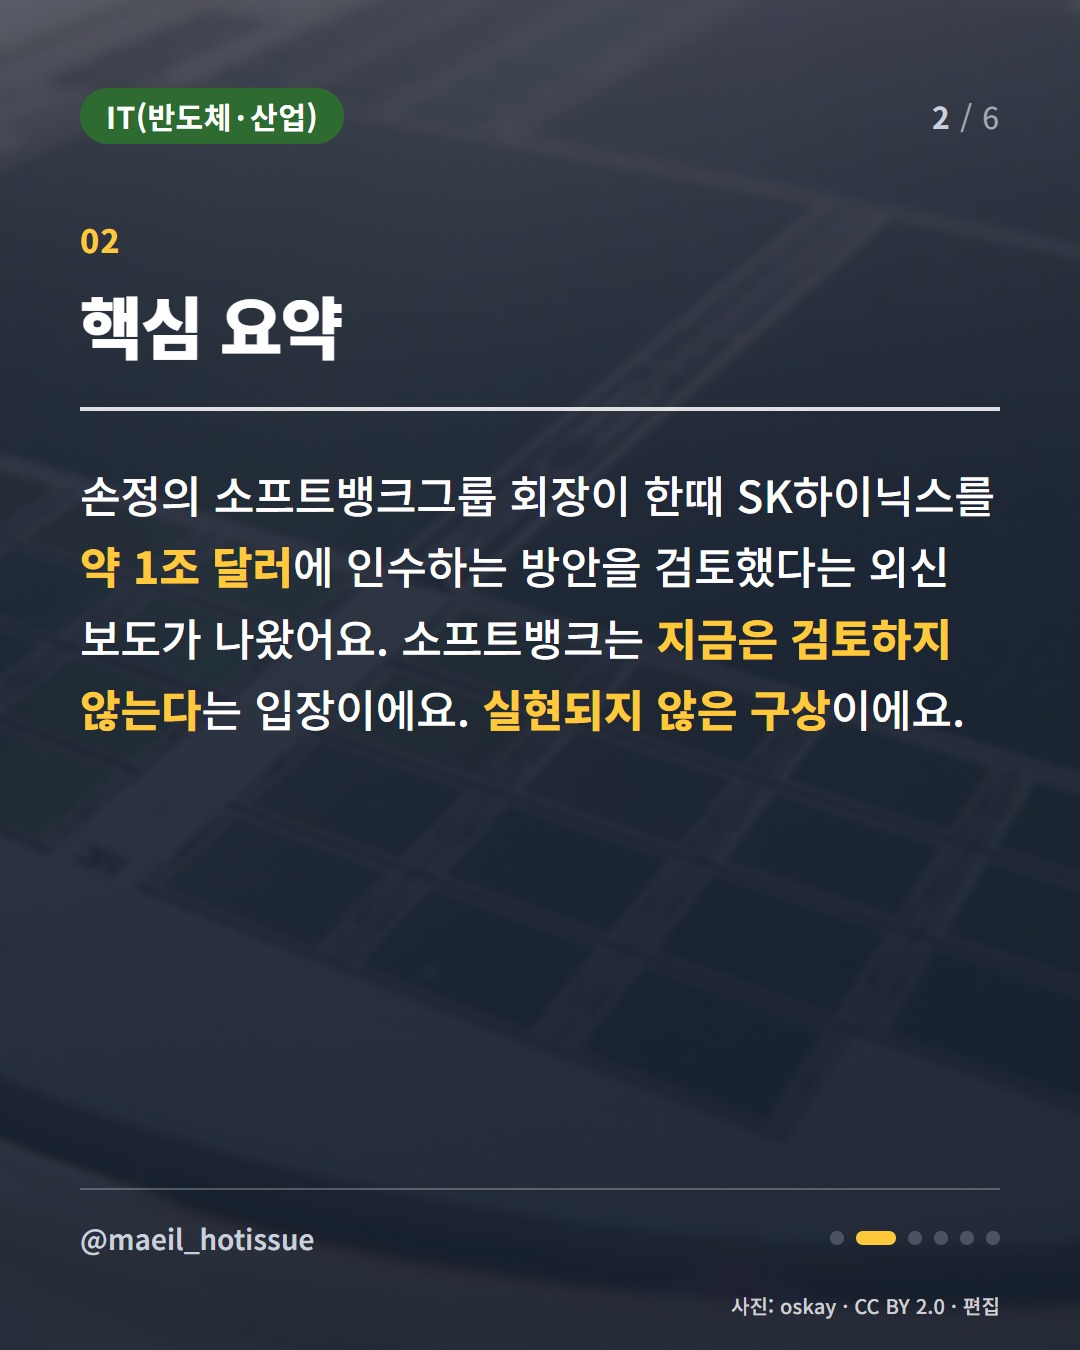 IT(반도체·산업)
2 / 6
02
핵심 요약
손정의 소프트뱅크그룹 회장이 한때 SK하이닉스를
약 1조 달러에 인수하는 방안을 검토했다는 외신
보도가 나왔어요. 소프트뱅크는 지금은 검토하지
않는다는 입장이에요. 실현되지 않은 구상이에요.
@maeil_hotissue
사진: oskay · CC BY 2.0 · 편집